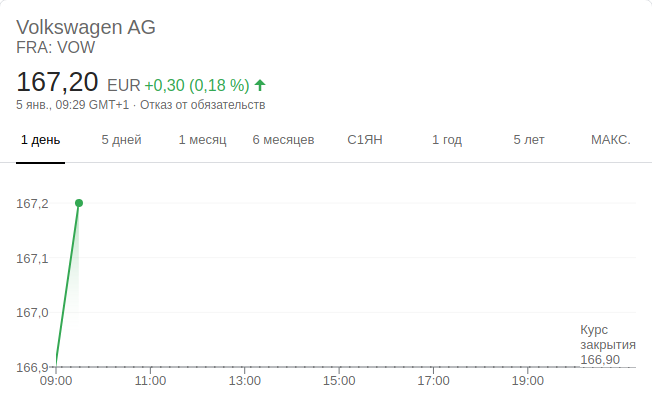 Volkswagen AG
FRA: VOW
167,20 EUR +0,30 (0,18 %)
5 янв., 09:29 GMT+1 · Отказ от обязательств
1 день 5 дней 1 месяц 6 месяцев С1ЯН 1 год 5 лет МАКС.
167,2
167,1
167,0
Курс
закрытия
166,90
166,9
09:00 11:00 13:00 15:00 17:00 19:00